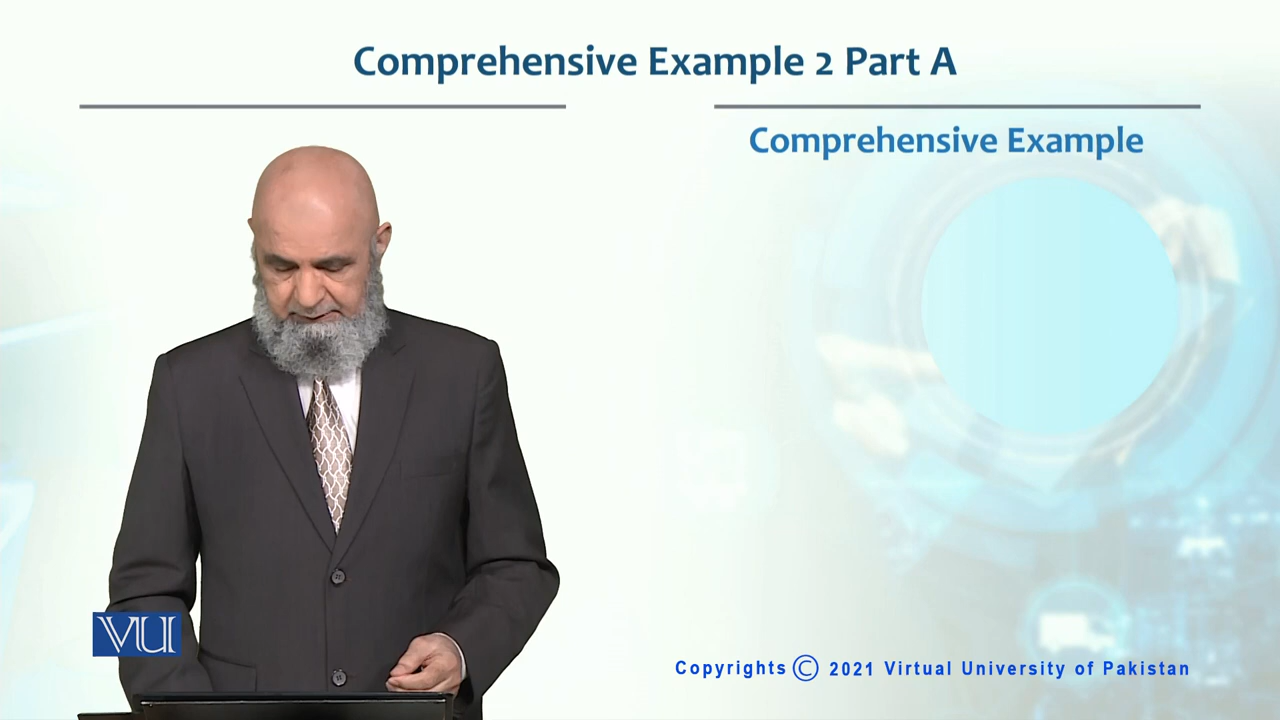 Comprehensive Example 2 Part A
Comprehensive Example
VU
Copyrights © 2021 Virtual University of Pakistan